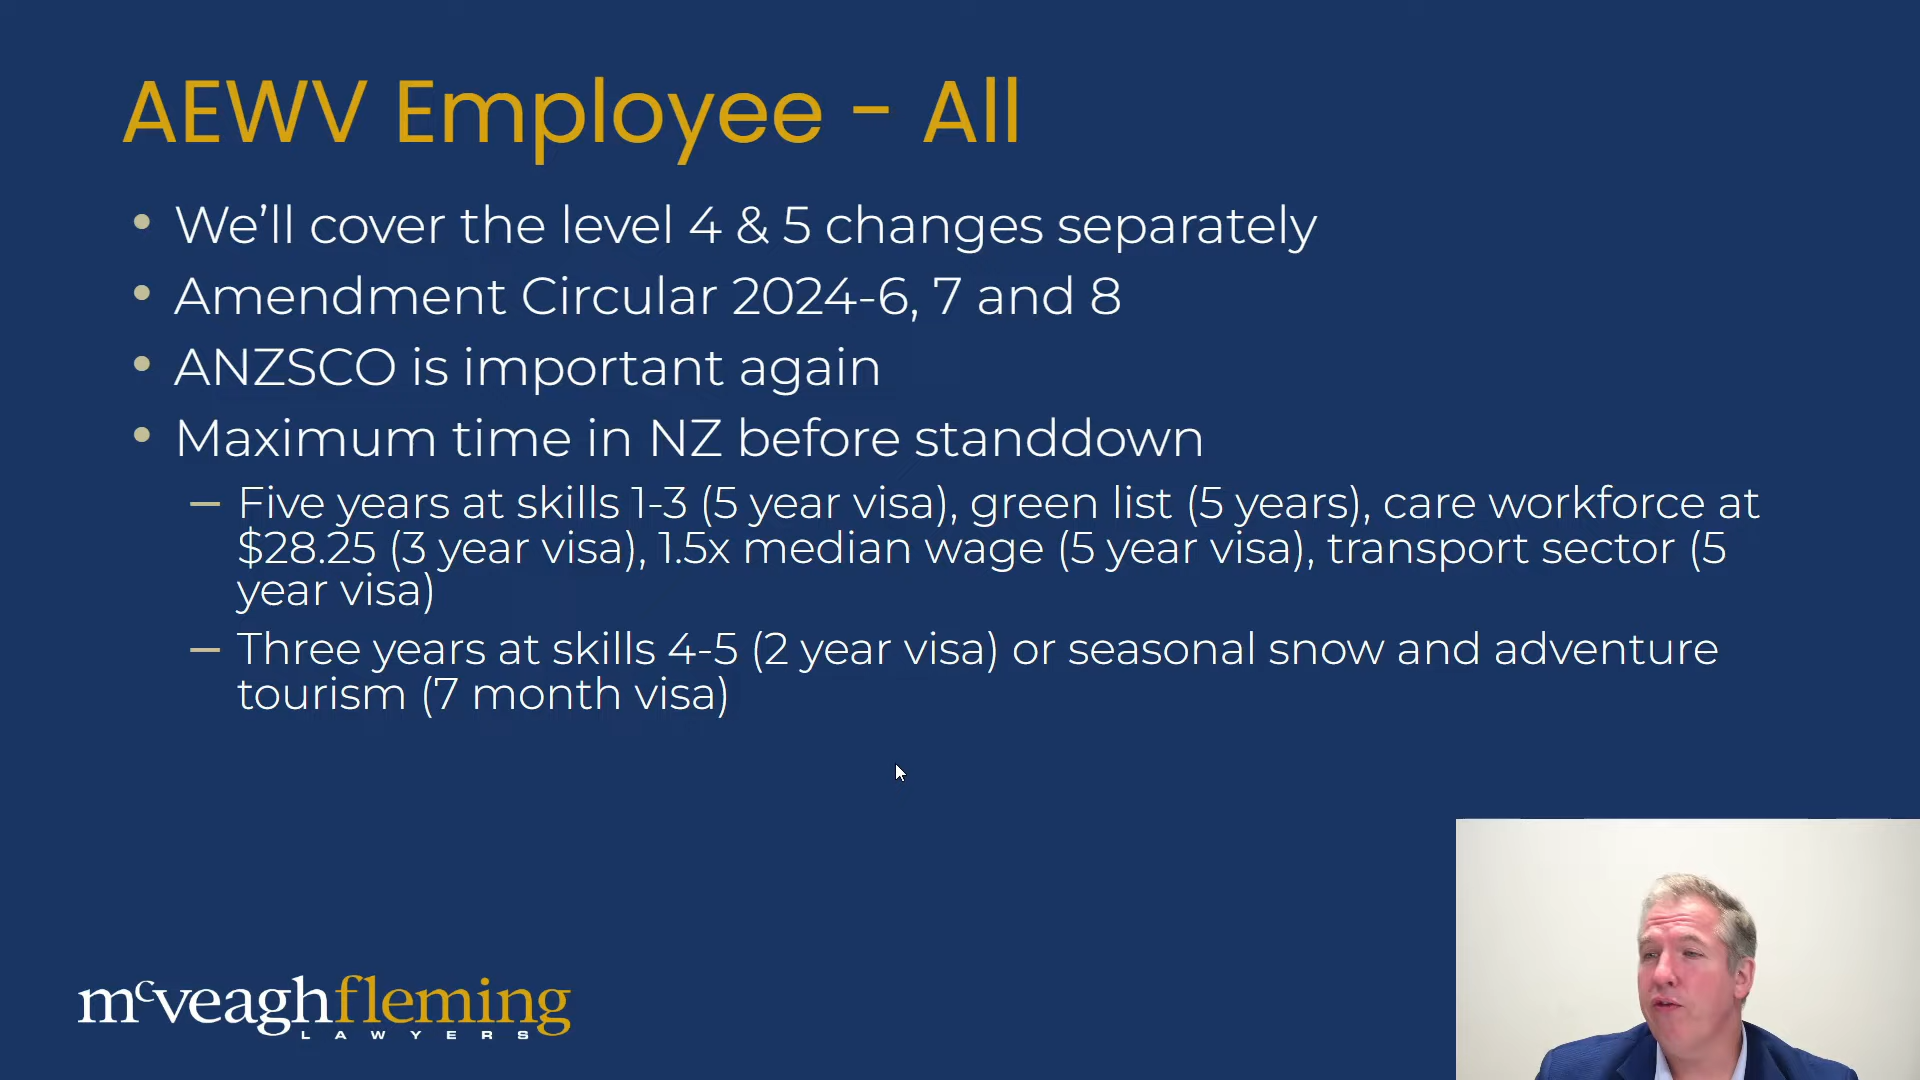 AEWV Employee - All
• We’ll cover the level 4 & 5 changes separately
• Amendment Circular 2024-6, 7 and 8
• ANZSCO is important again
• Maximum time in NZ before standdown
– Five years at skills 1-3 (5 year visa), green list (5 years), care workforce at
$28.25 (3 year visa), 1.5x median wage (5 year visa), transport sector (5
year visa)
– Three years at skills 4-5 (2 year visa) or seasonal snow and adventure
tourism (7 month visa)
mcveaghfleming
LAWYERS